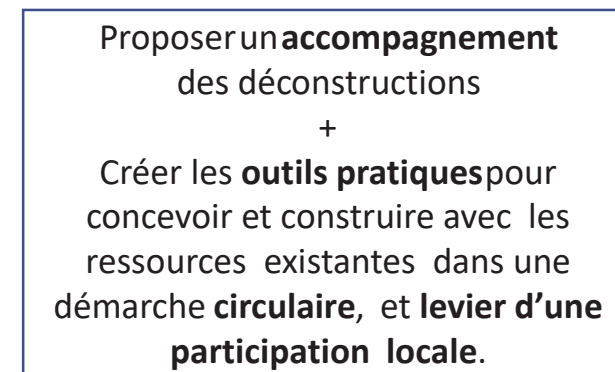 Proposer un accompagnement
des déconstructions
+
Créer les outils pratiques pour
concevoir et construire avec les
ressources existantes dans une
démarche circulaire, et levier d’une
participation locale.